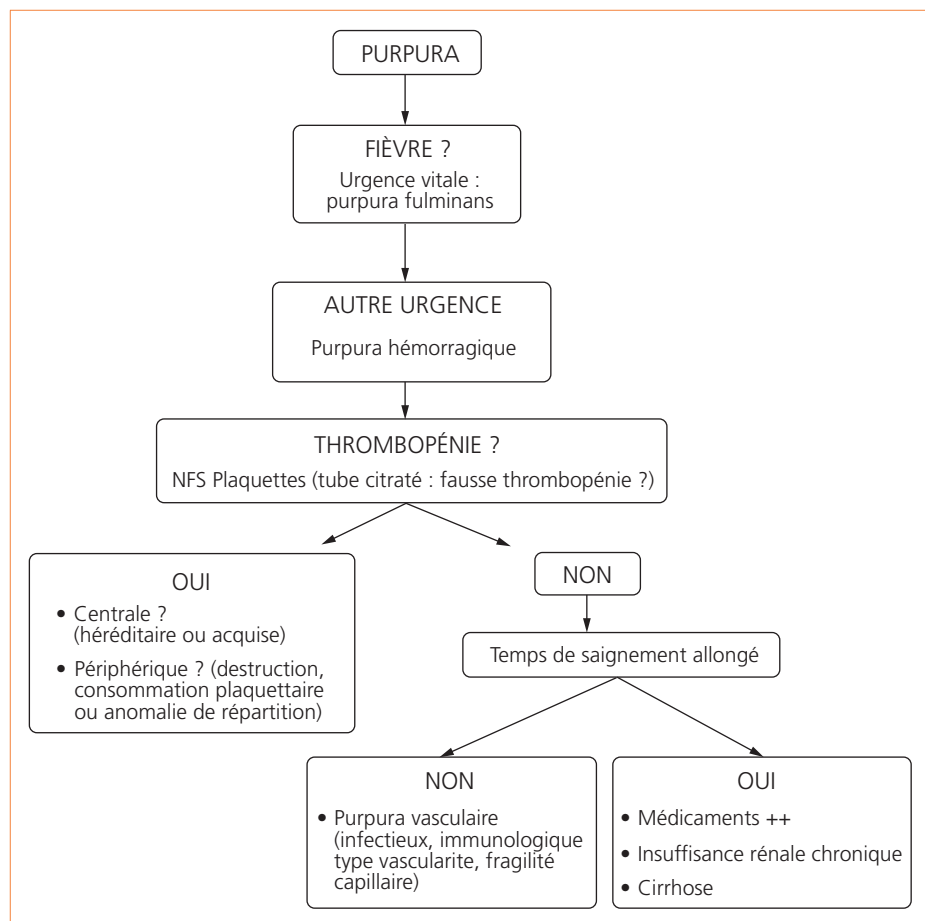 PURPURA
FIÈVRE ?
Urgence vitale :
purpura fulminans
AUTRE URGENCE
Purpura hémorragique
THROMBOPÉNIE ?
NFS Plaquettes (tube citraté : fausse thrombopénie ?)
OUI
• Centrale ?
(héréditaire ou acquise)
• Périphérique ? (destruction,
consommation plaquettaire
ou anomalie de répartition)
NON
Temps de saignement allongé
NON
• Purpura vasculaire
(infectieux, immunologique
type vascularite, fragilité
capillaire)
OUI
• Médicaments ++
• Insuffisance rénale chronique
• Cirrhose